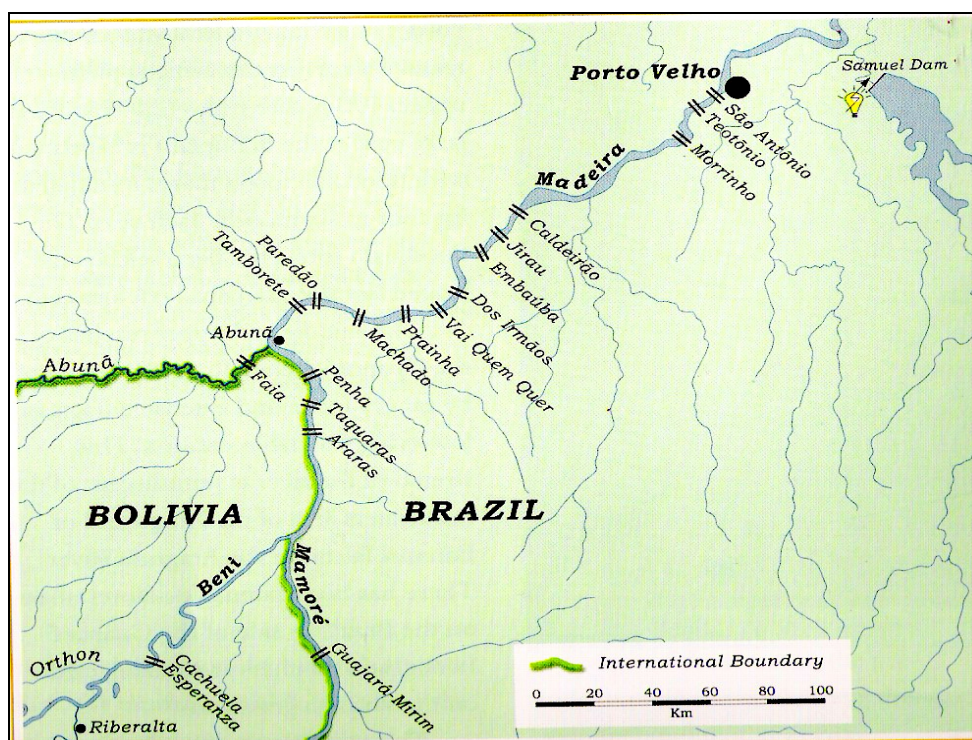 Samuel Dam
Porto Velho
São Antônio
Teotônio
Morrinho
Madeira
Caldeirão
Jirau
Embaúba
Paredão
Tamborete
Dos Irmãos
Vai Quem Quer
Prainha
Machado
Abunã
Abunã
Faia
Penha
Taquaras
Araras
BOLIVIA
BRAZIL
Beni
Mamoré
Orthon
Cachuela
Esperanza
Guajará-Mirim
Riberalta
International Boundary
0 20 40 60 80 100
Km